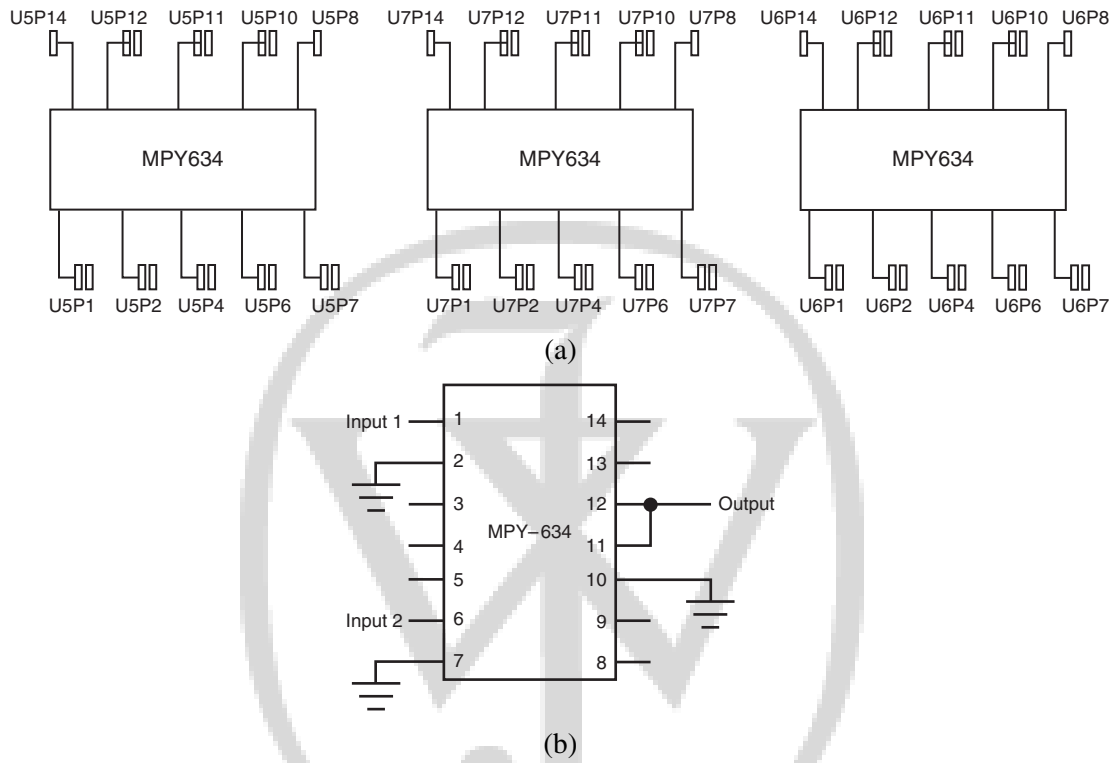 U5P14 U5P12 U5P11 U5P10 U5P8 U7P14 U7P12 U7P11 U7P10 U7P8 U6P14 U6P12 U6P11 U6P10 U6P8
MPY634 MPY634 MPY634
U5P1 U5P2 U5P4 U5P6 U5P7 U7P1 U7P2 U7P4 U7P6 U7P7 U6P1 U6P2 U6P4 U6P6 U6P7
(a)
Input 1 1 14
2 13
3 12 Output
MPY–634
4 11
5 10
Input 2 6 9
7 8
(b)